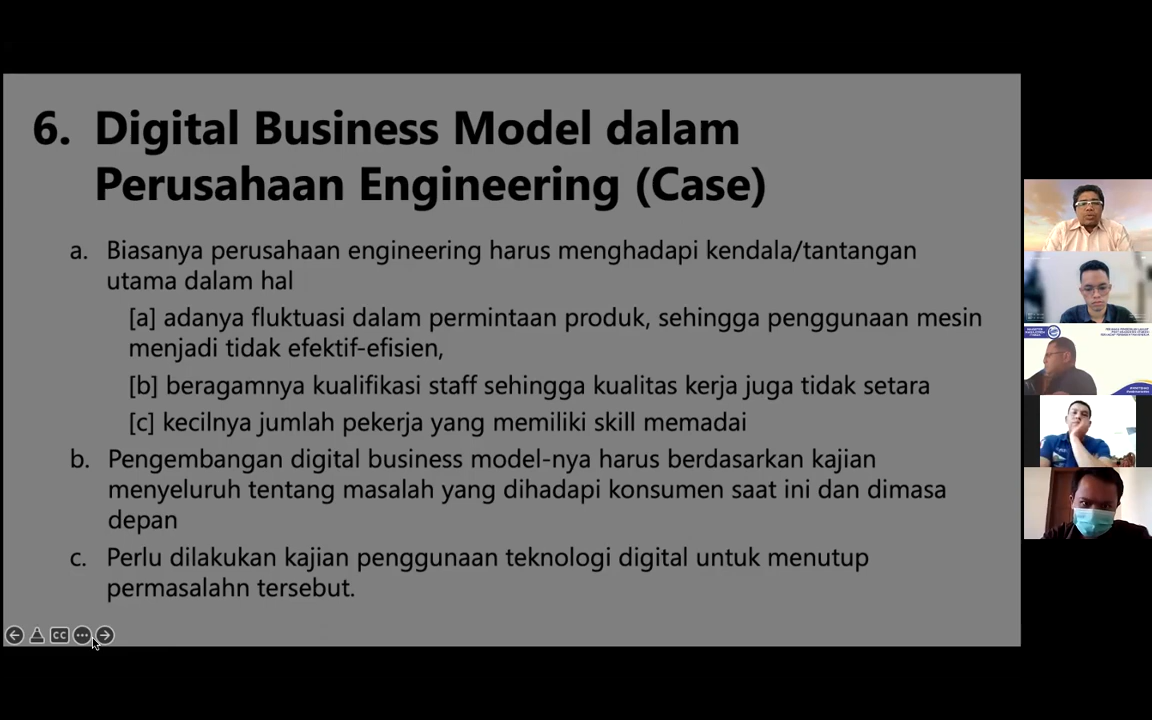 6. Digital Business Model dalam
Perusahaan Engineering (Case)
a. Biasanya perusahaan engineering harus menghadapi kendala/tantangan
utama dalam hal
[a] adanya fluktuasi dalam permintaan produk, sehingga penggunaan mesin
menjadi tidak efektif-efisien,
[b] beragamnya kualifikasi staff sehingga kualitas kerja juga tidak setara
[c] kecilnya jumlah pekerja yang memiliki skill memadai
b. Pengembangan digital business model-nya harus berdasarkan kajian
menyeluruh tentang masalah yang dihadapi konsumen saat ini dan dimasa
depan
c. Perlu dilakukan kajian penggunaan teknologi digital untuk menutup
permasalahn tersebut.
CC